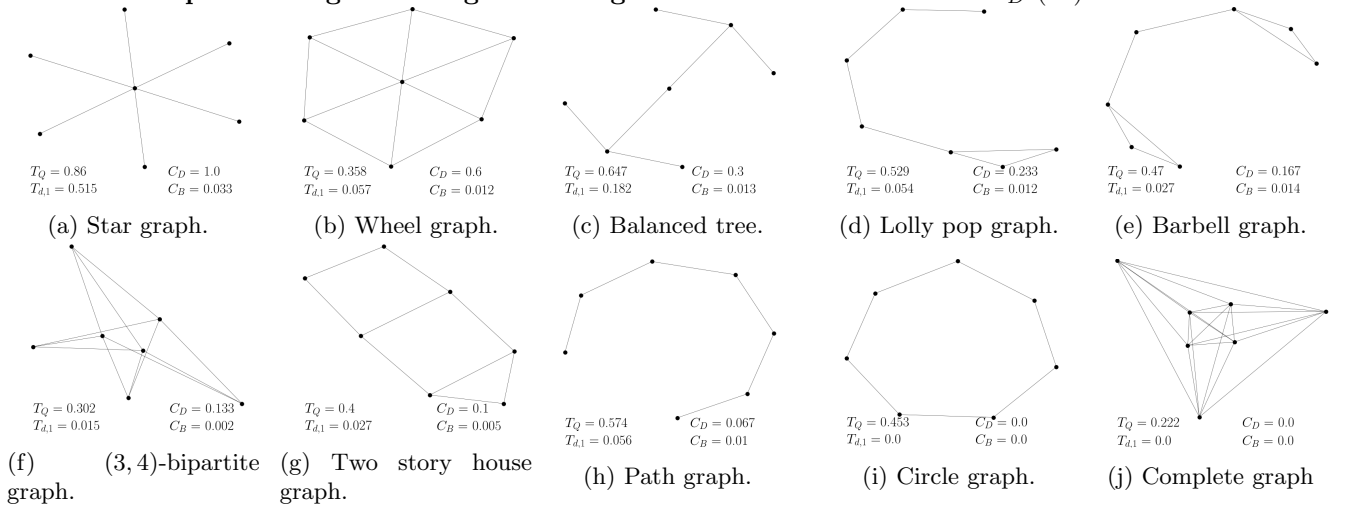 T_Q = 0.86 C_D = 1.0
T_{d,1} = 0.515 C_B = 0.033
(a) Star graph.
T_Q = 0.358 C_D = 0.6
T_{d,1} = 0.057 C_B = 0.012
(b) Wheel graph.
T_Q = 0.647 C_D = 0.3
T_{d,1} = 0.182 C_B = 0.013
(c) Balanced tree.
T_Q = 0.529 C_D = 0.233
T_{d,1} = 0.054 C_B = 0.012
(d) Lolly pop graph.
T_Q = 0.47 C_D = 0.167
T_{d,1} = 0.027 C_B = 0.014
(e) Barbell graph.
T_Q = 0.302 C_D = 0.133
T_{d,1} = 0.015 C_B = 0.002
(f) (3, 4)-bipartite
graph.
T_Q = 0.4 C_D = 0.1
T_{d,1} = 0.027 C_B = 0.005
(g) Two story house
graph.
T_Q = 0.574 C_D = 0.067
T_{d,1} = 0.056 C_B = 0.01
(h) Path graph.
T_Q = 0.453 C_D = 0.0
T_{d,1} = 0.0 C_B = 0.0
(i) Circle graph.
T_Q = 0.222 C_D = 0.0
T_{d,1} = 0.0 C_B = 0.0
(j) Complete graph